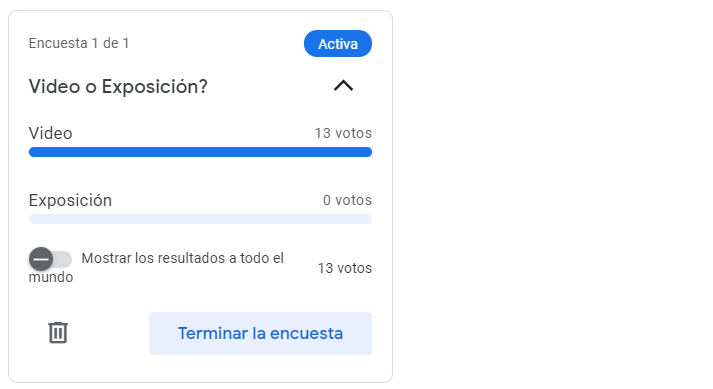 Encuesta 1 de 1
Activa
Video o Exposición?
Video
13 votos
Exposición
0 votos
Mostrar los resultados a todo el
mundo
13 votos
Terminar la encuesta